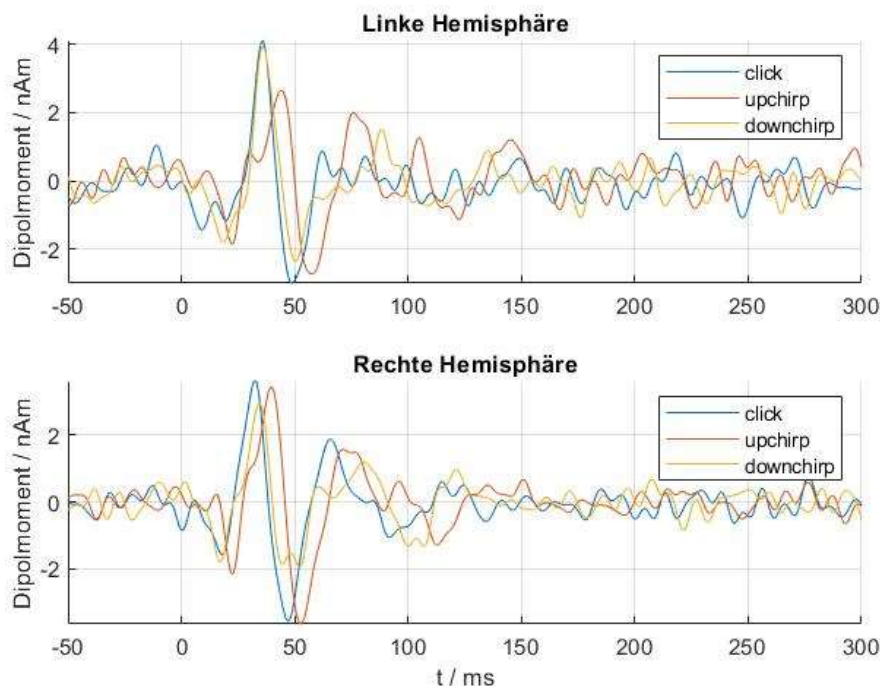 Linke Hemisphäre
4
2
0
-2
Dipolmoment / nAm
click
upchirp
downchirp
-50 0 50 100 150 200 250 300
Rechte Hemisphäre
2
0
-2
Dipolmoment / nAm
click
upchirp
downchirp
-50 0 50 100 150 200 250 300
t / ms